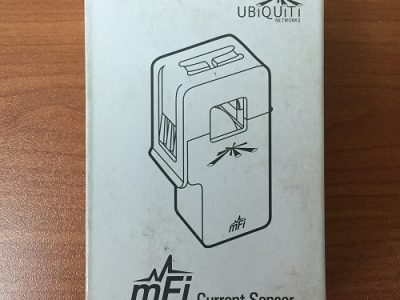 UBiQUiTi
NETWORKS
mFi
mFi Current Sensor